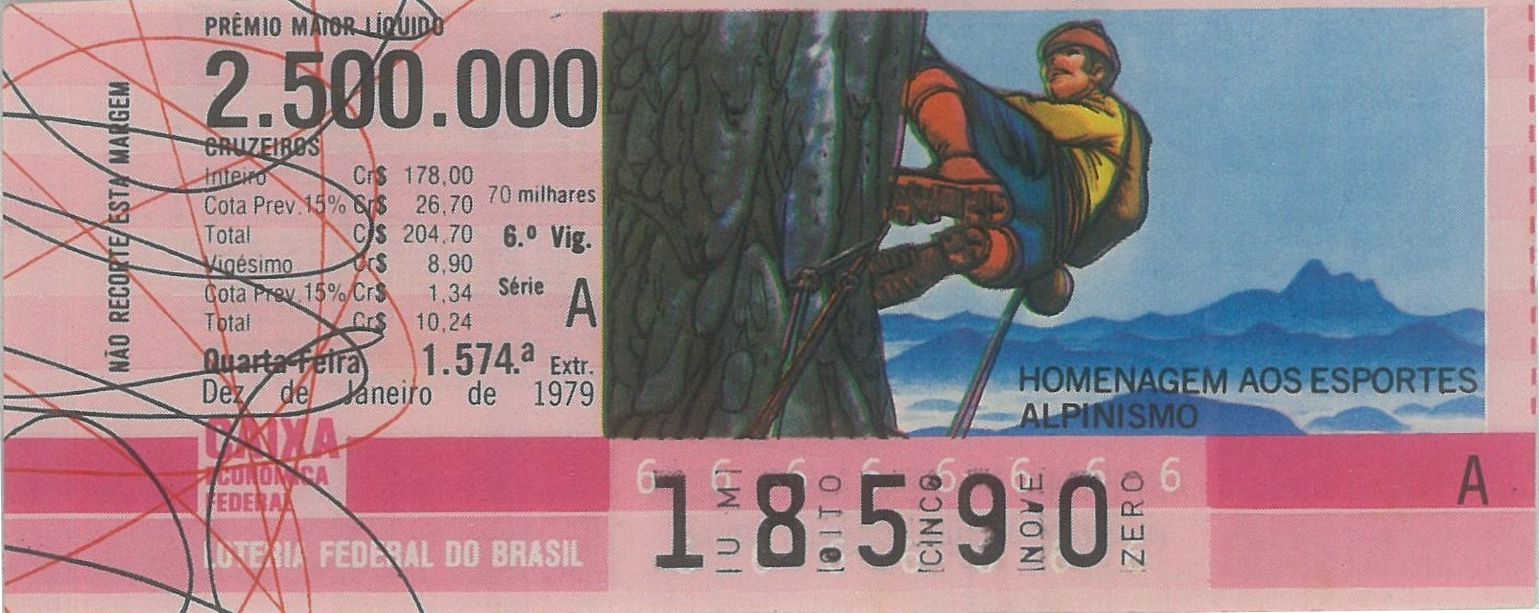 PRÊMIO MAIOR LÍQUIDO
2.500.000
CRUZEIROS
NÃO RECORTE ESTA MARGEM
Inteiro Cr$ 178,00
Cota Prev.15% Cr$ 26,70
Total Cr$ 204,70
Vigésimo Cr$ 8,90
Cota Prev.15% Cr$ 1,34
Total Cr$ 10,24
70 milhares
6.º Vig.
Série A
Quarta-feira 1.574.ª Extr.
Dez de Janeiro de 1979
HOMENAGEM AOS ESPORTES
ALPINISMO
CAIXA
ECONÔMICA
FEDERAL
LOTERIA FEDERAL DO BRASIL
6 6 6 6 6 6 6 6
1 UM 8 OITO 5 CINCO 9 NOVE 0 ZERO
A